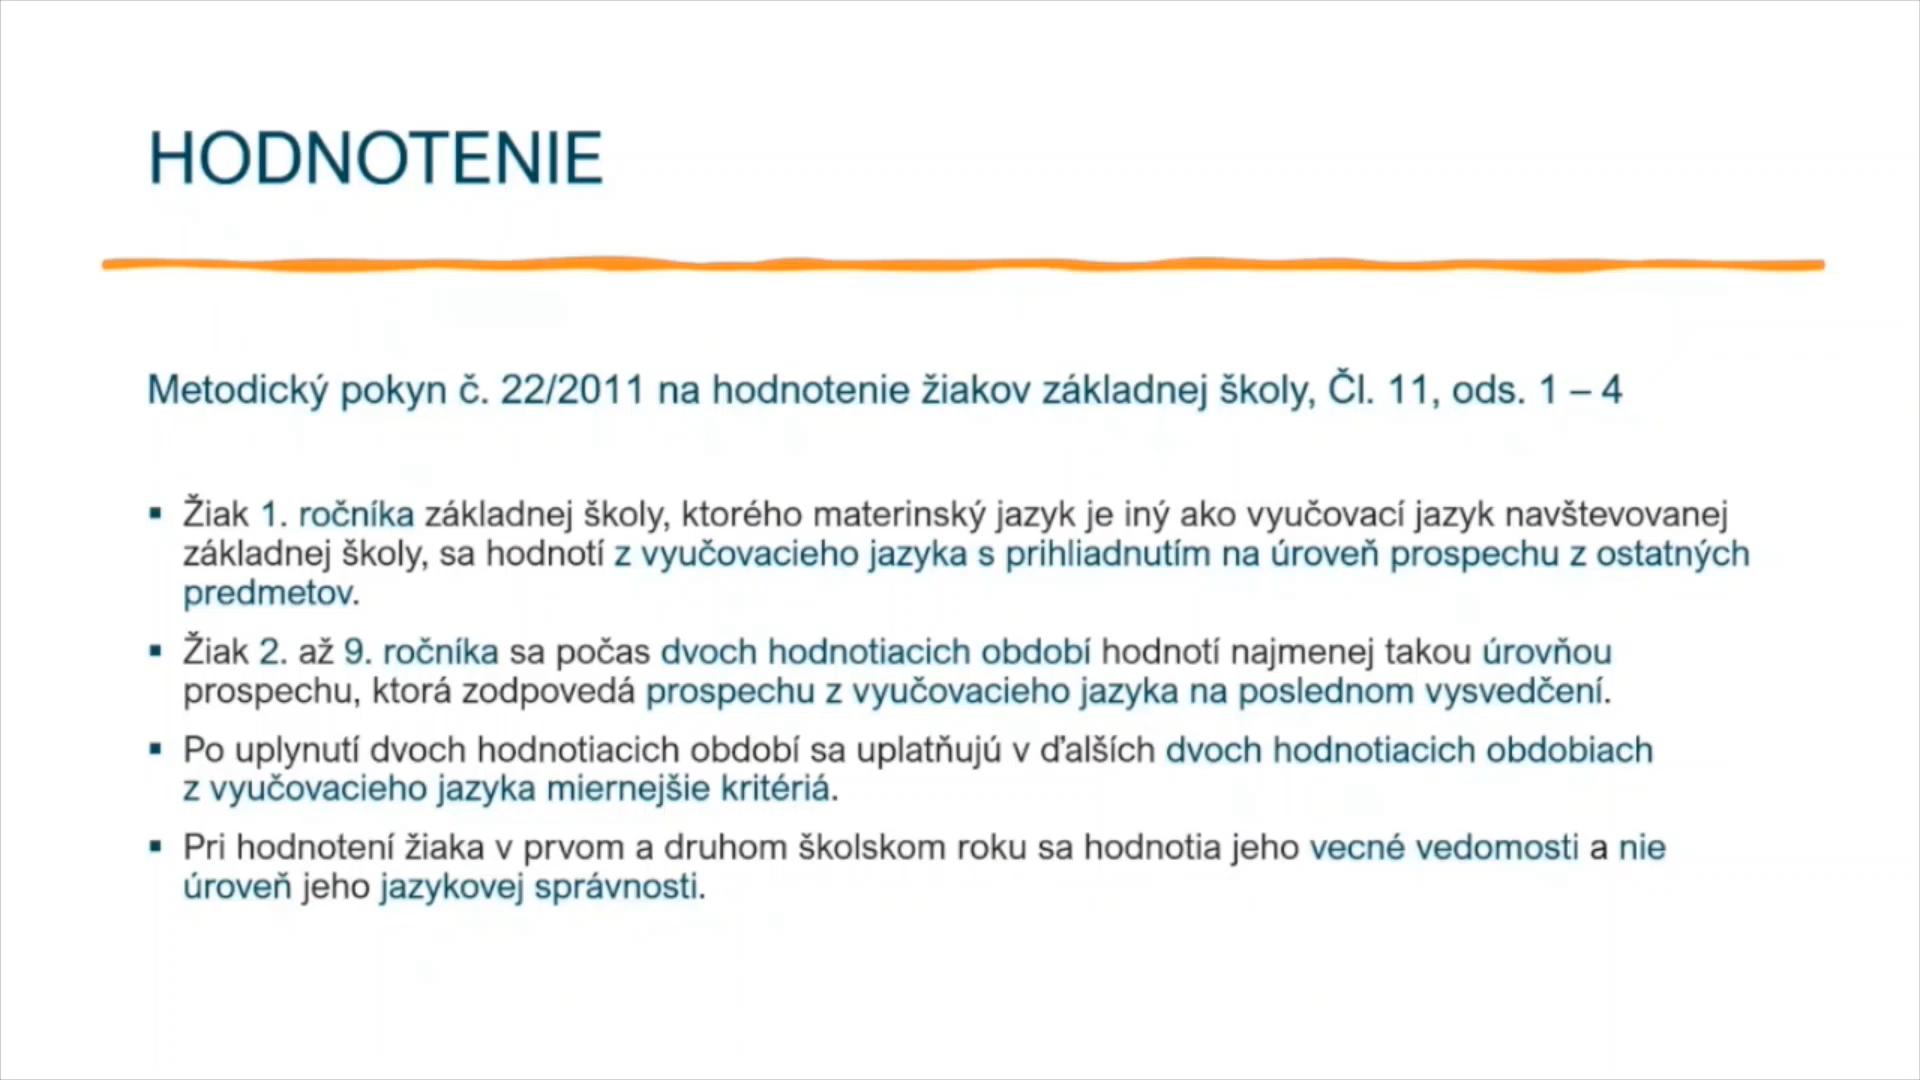 HODNOTENIE
Metodický pokyn č. 22/2011 na hodnotenie žiakov základnej školy, Čl. 11, ods. 1 – 4
▪ Žiak 1. ročníka základnej školy, ktorého materinský jazyk je iný ako vyučovací jazyk navštevovanej
základnej školy, sa hodnotí z vyučovacieho jazyka s prihliadnutím na úroveň prospechu z ostatných
predmetov.
▪ Žiak 2. až 9. ročníka sa počas dvoch hodnotiacich období hodnotí najmenej takou úrovňou
prospechu, ktorá zodpovedá prospechu z vyučovacieho jazyka na poslednom vysvedčení.
▪ Po uplynutí dvoch hodnotiacich období sa uplatňujú v ďalších dvoch hodnotiacich obdobiach
z vyučovacieho jazyka miernejšie kritériá.
▪ Pri hodnotení žiaka v prvom a druhom školskom roku sa hodnotia jeho vecné vedomosti a nie
úroveň jeho jazykovej správnosti.